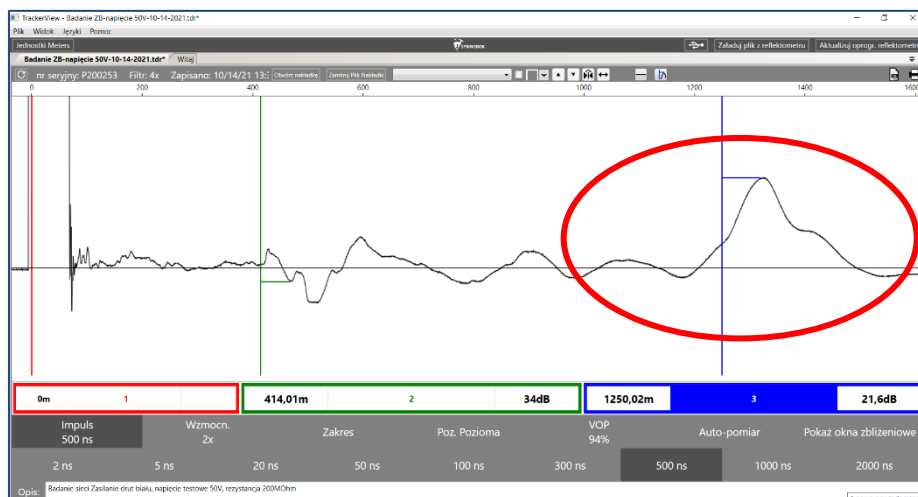 TrackerView - Badanie ZB-napięcie 50V-10-14-2021.tdr*
Plik Widok Języki Pomoc
Jednostki Meters
Załaduj plik z reflektometru Aktualizuj oprogr. reflektometru
Badanie ZB-napięcie 50V-10-14-2021.tdr* Witaj
nr seryjny: P200253 Filtr: 4x Zapisano: 10/14/21 13: Otwórz nakładkę Zamknij Plik Nakładki
0 200 400 600 800 1000 1200 1400 1600
0m 1 414,01m 2 34dB 1250,02m 3 21,6dB
Impuls Wzmocn. Zakres Poz. Pozioma VOP Auto-pomiar Pokaż okna zbliżeniowe
500 ns 2x 94%
2 ns 5 ns 20 ns 50 ns 100 ns 300 ns 500 ns 1000 ns 2000 ns
Opis: Badanie sieci Zasilanie drut biału, napięcie testowe 50V, rezystancja 200MOhm